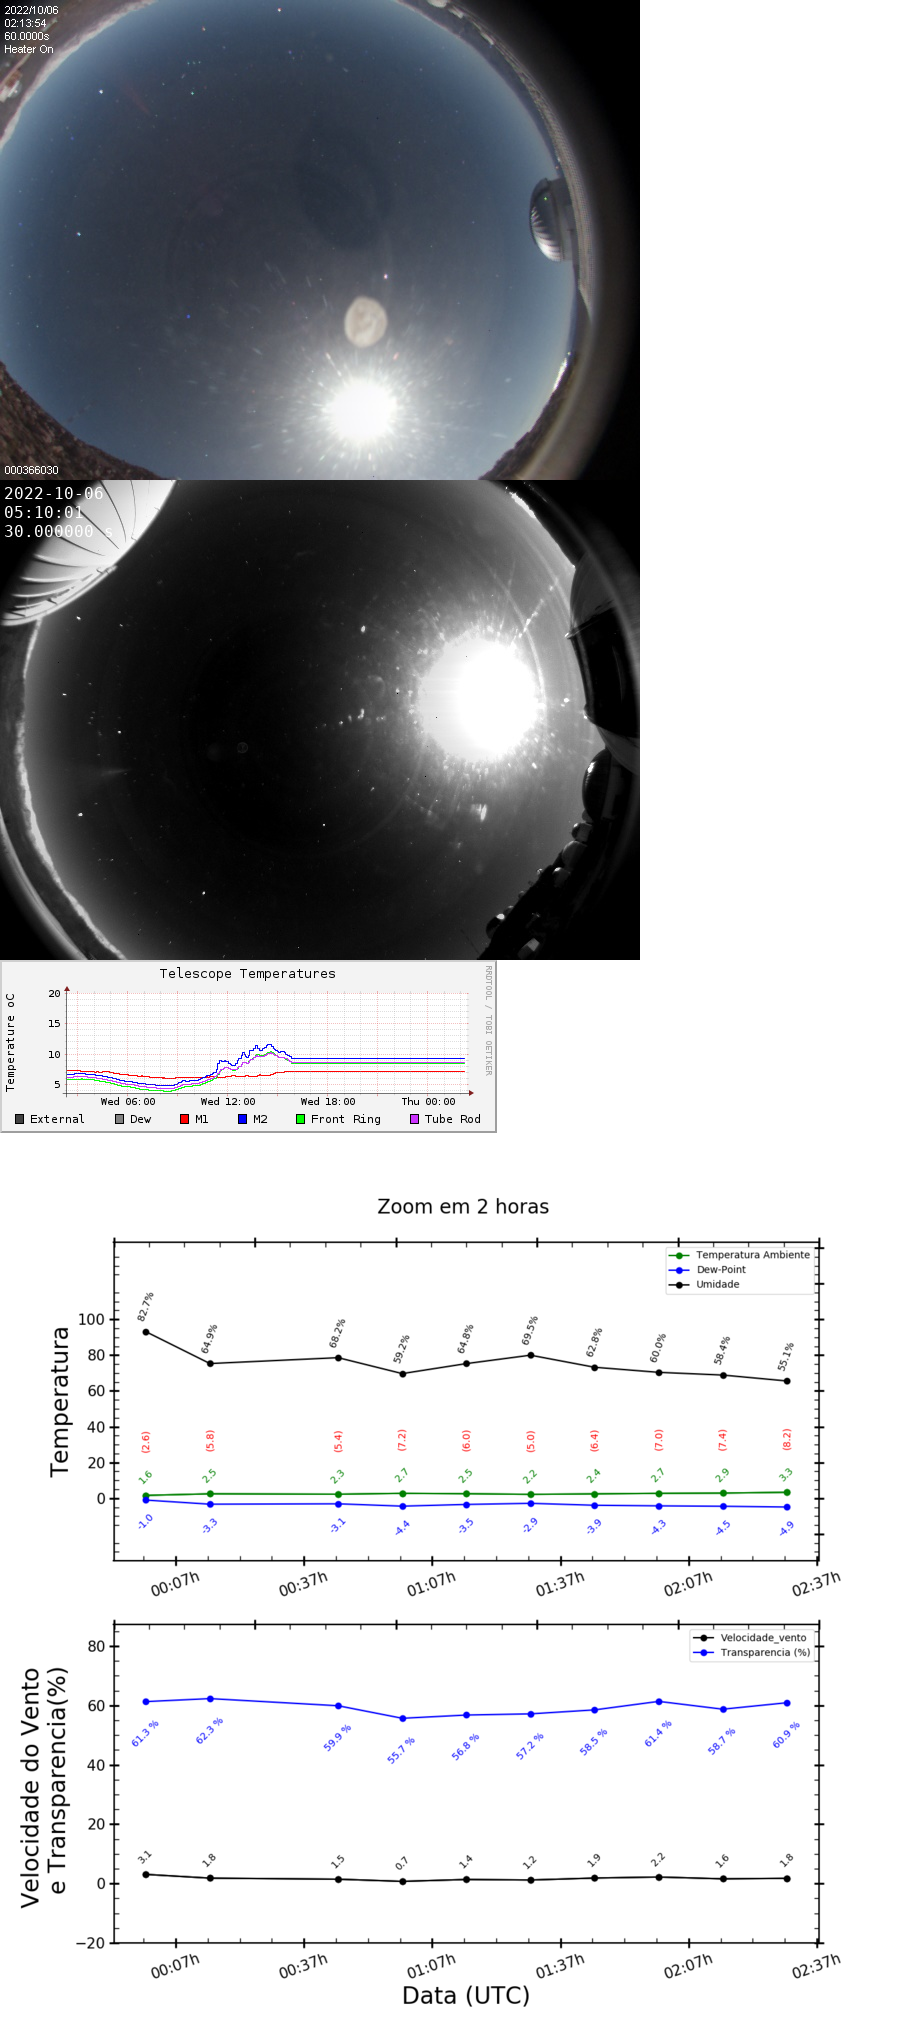 2022/10/06
02:13:54
60.0000s
Heater On
000366030
2022-10-06
05:10:01
30.000000 s
Telescope Temperatures
RRDTOOL / TOBI OETIKER
Temperature oC
20
15
10
5
Wed 06:00 Wed 12:00 Wed 18:00 Thu 00:00
External Dew M1 M2 Front Ring Tube Rod
Zoom em 2 horas
Temperatura Ambiente
Dew-Point
Umidade
Temperatura
100
80
60
40
20
0
82.7% 64.9% 68.2% 59.2% 64.8% 69.5% 62.8% 60.0% 58.4% 55.1%
(2.6) (5.8) (5.4) (7.2) (6.0) (5.0) (6.4) (7.0) (7.4) (8.2)
1.6 2.5 2.3 2.7 2.5 2.2 2.4 2.7 2.9 3.3
-1.0 -3.3 -3.1 -4.4 -3.5 -2.9 -3.9 -4.3 -4.5 -4.9
00:07h 00:37h 01:07h 01:37h 02:07h 02:37h
Velocidade_vento
Transparencia (%)
Velocidade do Vento
e Transparencia(%)
80
60
40
20
0
−20
61.3 % 62.3 % 59.9 % 55.7 % 56.8 % 57.2 % 58.5 % 61.4 % 58.7 % 60.9 %
3.1 1.8 1.5 0.7 1.4 1.2 1.9 2.2 1.6 1.8
00:07h 00:37h 01:07h 01:37h 02:07h 02:37h
Data (UTC)